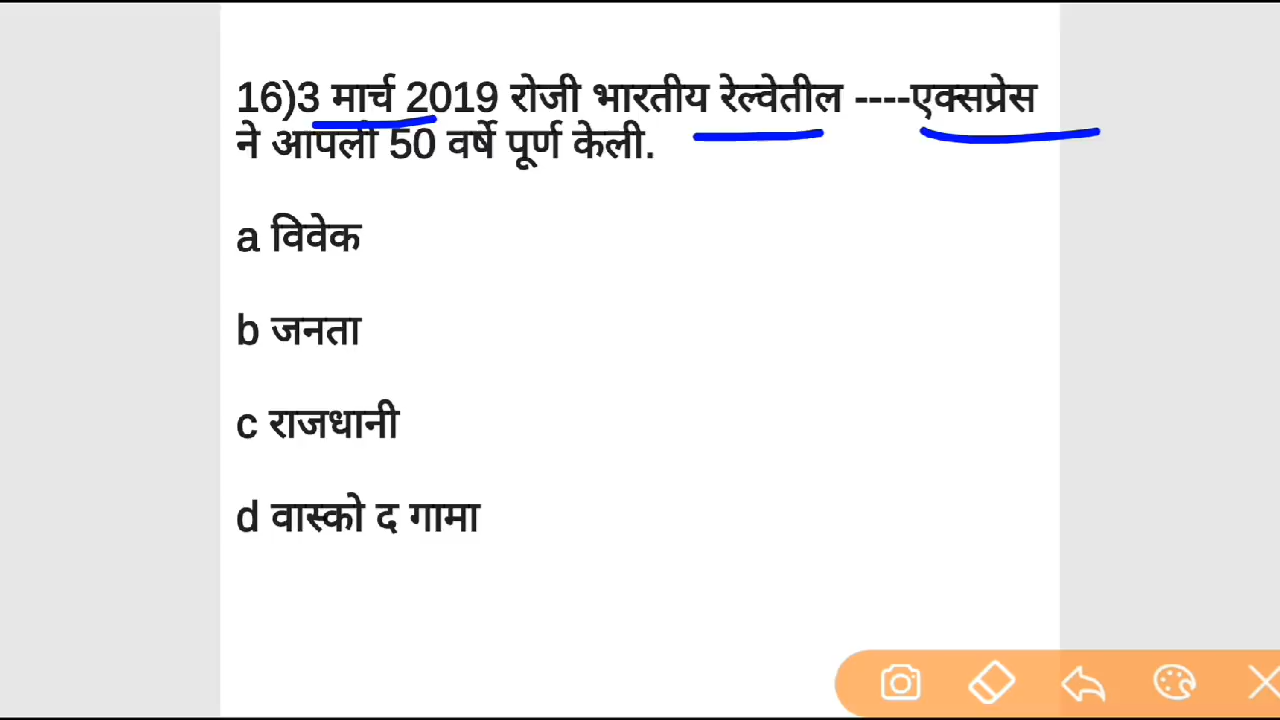 16)3 मार्च 2019 रोजी भारतीय रेल्वेतील ----एक्सप्रेस
ने आपली 50 वर्षे पूर्ण केली.
a विवेक
b जनता
c राजधानी
d वास्को द गामा